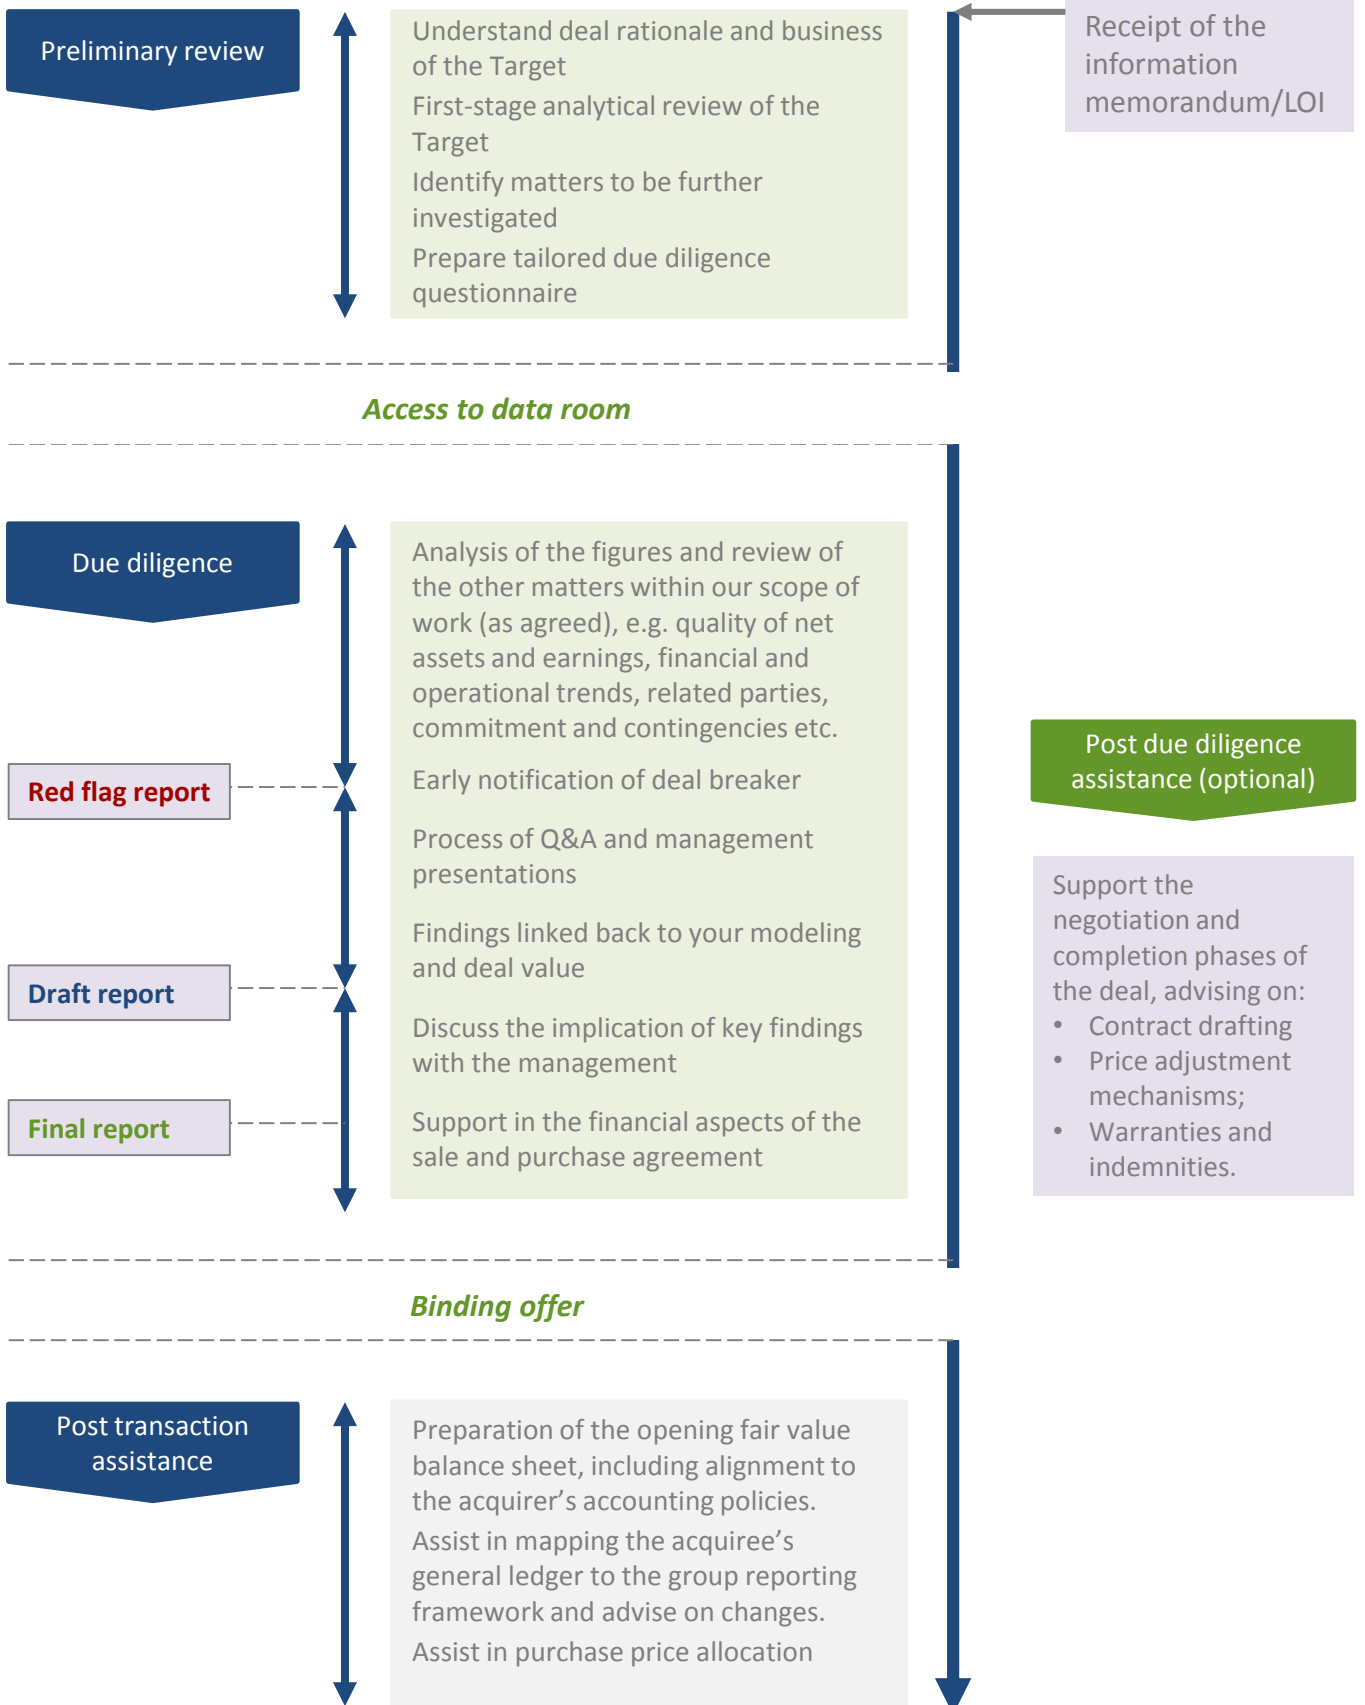 Preliminary review
Understand deal rationale and business
of the Target
First-stage analytical review of the
Target
Identify matters to be further
investigated
Prepare tailored due diligence
questionnaire
Receipt of the
information
memorandum/LOI
Access to data room
Due diligence
Analysis of the figures and review of
the other matters within our scope of
work (as agreed), e.g. quality of net
assets and earnings, financial and
operational trends, related parties,
commitment and contingencies etc.
Red flag report
Early notification of deal breaker
Process of Q&A and management
presentations
Findings linked back to your modeling
and deal value
Draft report
Discuss the implication of key findings
with the management
Final report
Support in the financial aspects of the
sale and purchase agreement
Post due diligence
assistance (optional)
Support the
negotiation and
completion phases of
the deal, advising on:
• Contract drafting
• Price adjustment
mechanisms;
• Warranties and
indemnities.
Binding offer
Post transaction
assistance
Preparation of the opening fair value
balance sheet, including alignment to
the acquirer’s accounting policies.
Assist in mapping the acquiree’s
general ledger to the group reporting
framework and advise on changes.
Assist in purchase price allocation